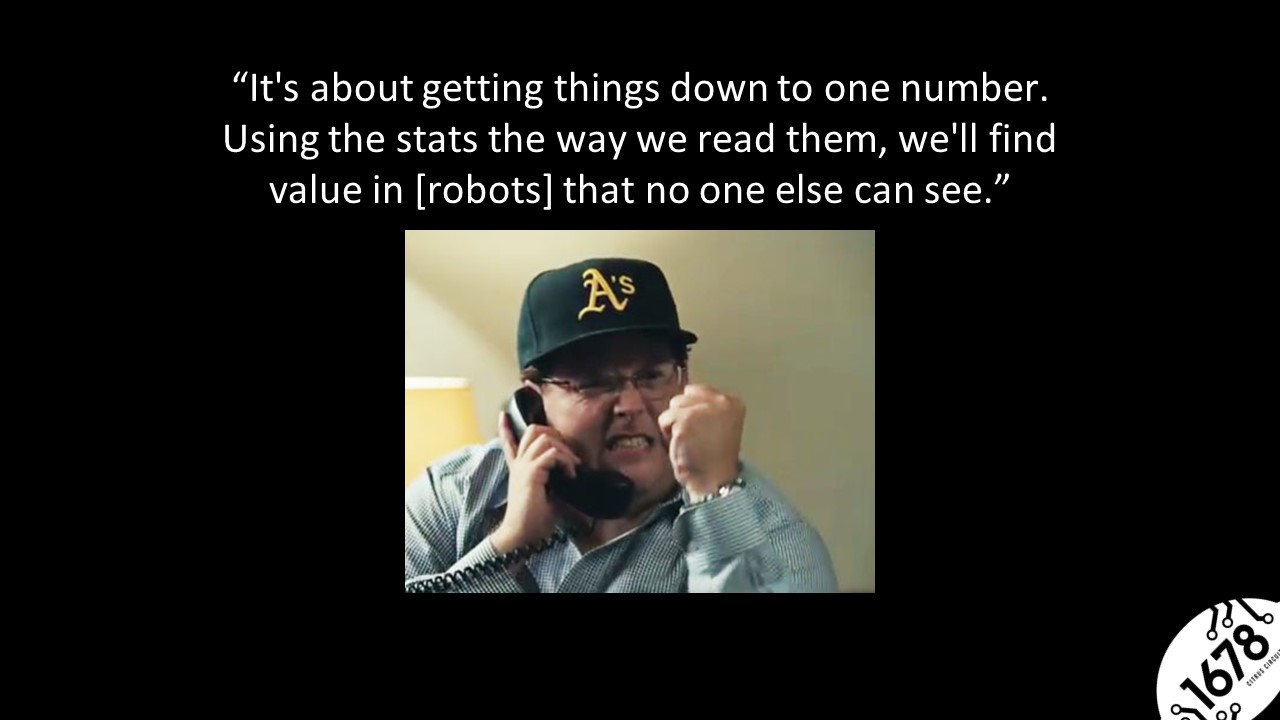 “It's about getting things down to one number.
Using the stats the way we read them, we'll find
value in [robots] that no one else can see.”
A's
1678